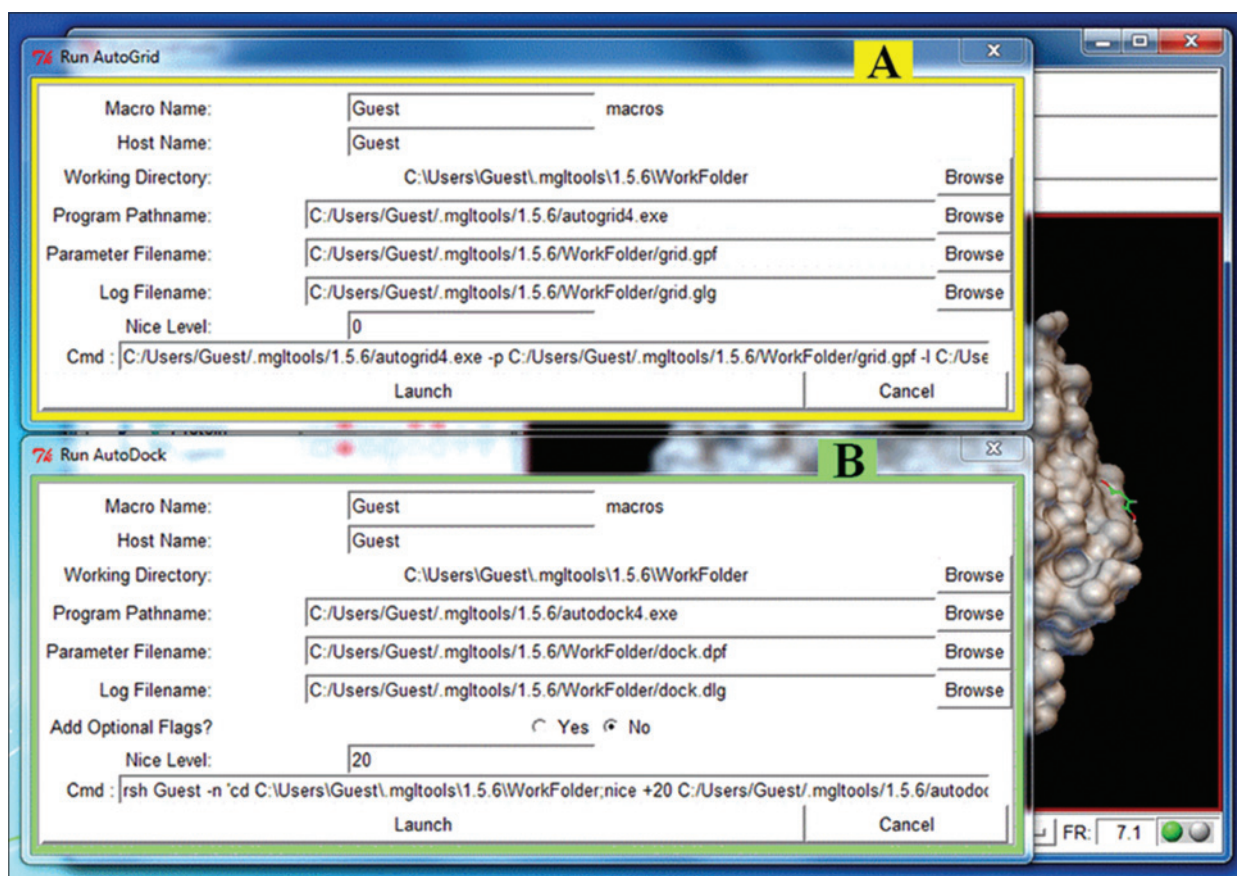 Run AutoGrid
A
Macro Name: Guest macros
Host Name: Guest
Working Directory: C:\Users\Guest\.mgltools\1.5.6\WorkFolder Browse
Program Pathname: C:/Users/Guest/.mgltools/1.5.6/autogrid4.exe Browse
Parameter Filename: C:/Users/Guest/.mgltools/1.5.6/WorkFolder/grid.gpf Browse
Log Filename: C:/Users/Guest/.mgltools/1.5.6/WorkFolder/grid.glg Browse
Nice Level: 0
Cmd : C:/Users/Guest/.mgltools/1.5.6/autogrid4.exe -p C:/Users/Guest/.mgltools/1.5.6/WorkFolder/grid.gpf -l C:/Use
Launch Cancel
Run AutoDock
B
Macro Name: Guest macros
Host Name: Guest
Working Directory: C:\Users\Guest\.mgltools\1.5.6\WorkFolder Browse
Program Pathname: C:/Users/Guest/.mgltools/1.5.6/autodock4.exe Browse
Parameter Filename: C:/Users/Guest/.mgltools/1.5.6/WorkFolder/dock.dpf Browse
Log Filename: C:/Users/Guest/.mgltools/1.5.6/WorkFolder/dock.dlg Browse
Add Optional Flags? Yes No
Nice Level: 20
Cmd : rsh Guest -n 'cd C:\Users\Guest\.mgltools\1.5.6\WorkFolder;nice +20 C:/Users/Guest/.mgltools/1.5.6/autodoc
Launch Cancel
FR: 7.1